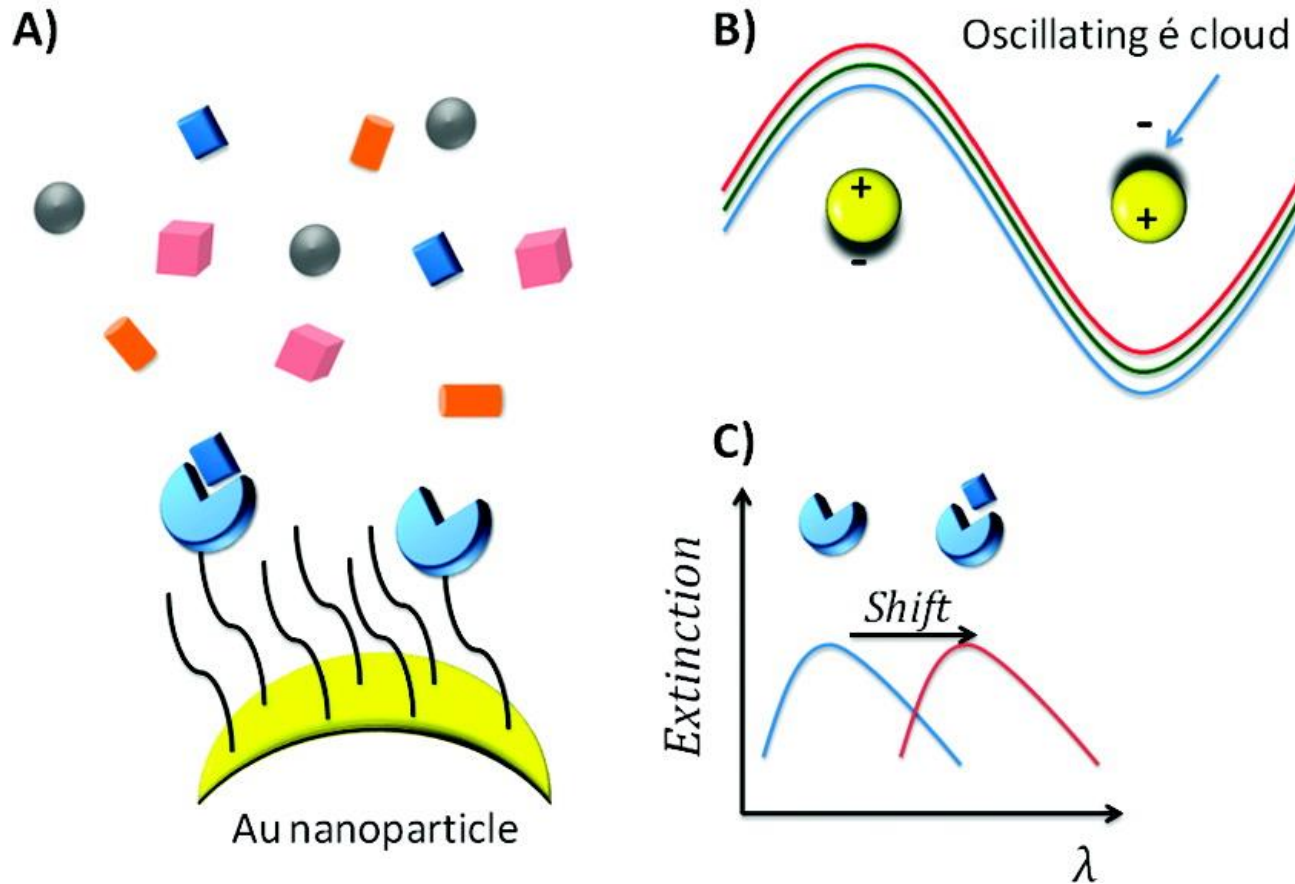 A)
Au nanoparticle
B)
Oscillating é cloud
+
-
-
+
C)
Extinction
Shift
λ